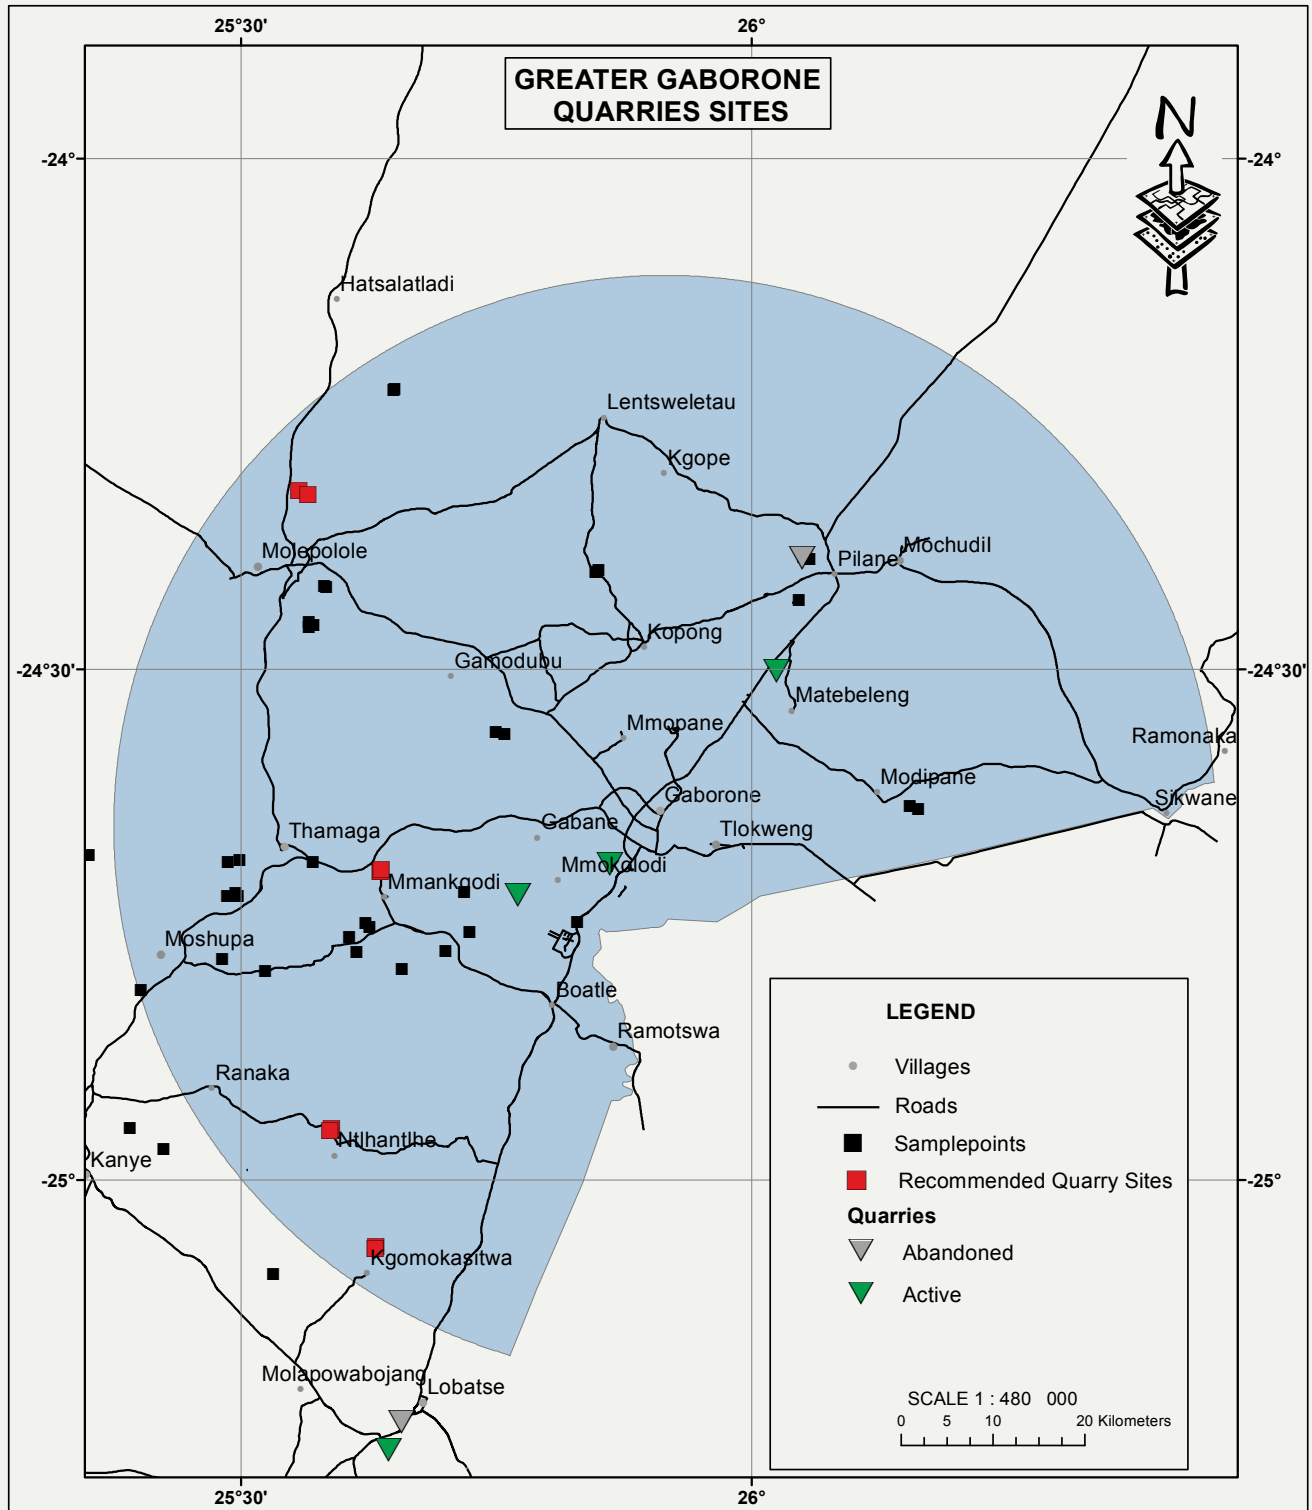 25°30'
26°
GREATER GABORONE
QUARRIES SITES
N
-24°
-24°
Hatsalatladi
Lentsweletau
Kgope
Molepolole
Pilane
Mochudil
Kopong
Gamodubu
-24°30'
-24°30'
Matebeleng
Mmopane
Ramonaka
Modipane
Gaborone
Sikwane
Gabane
Tlokweng
Thamaga
Mmokolodi
Mmankgodi
Moshupa
Boatle
Ramotswa
Ranaka
Ntlhantlhe
Kanye
-25°
-25°
Kgomokasitwa
Molapowabojang
Lobatse
LEGEND
Villages
Roads
Samplepoints
Recommended Quarry Sites
Quarries
Abandoned
Active
SCALE 1 : 480 000
0 5 10 20 Kilometers
25°30'
26°